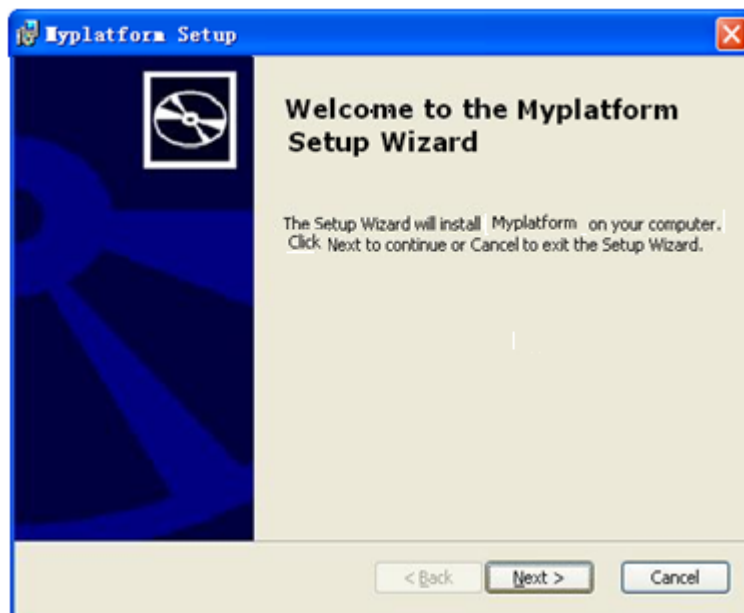 Myplatform Setup
Welcome to the Myplatform
Setup Wizard
The Setup Wizard will install Myplatform on your computer.
Click Next to continue or Cancel to exit the Setup Wizard.
< Back Next > Cancel